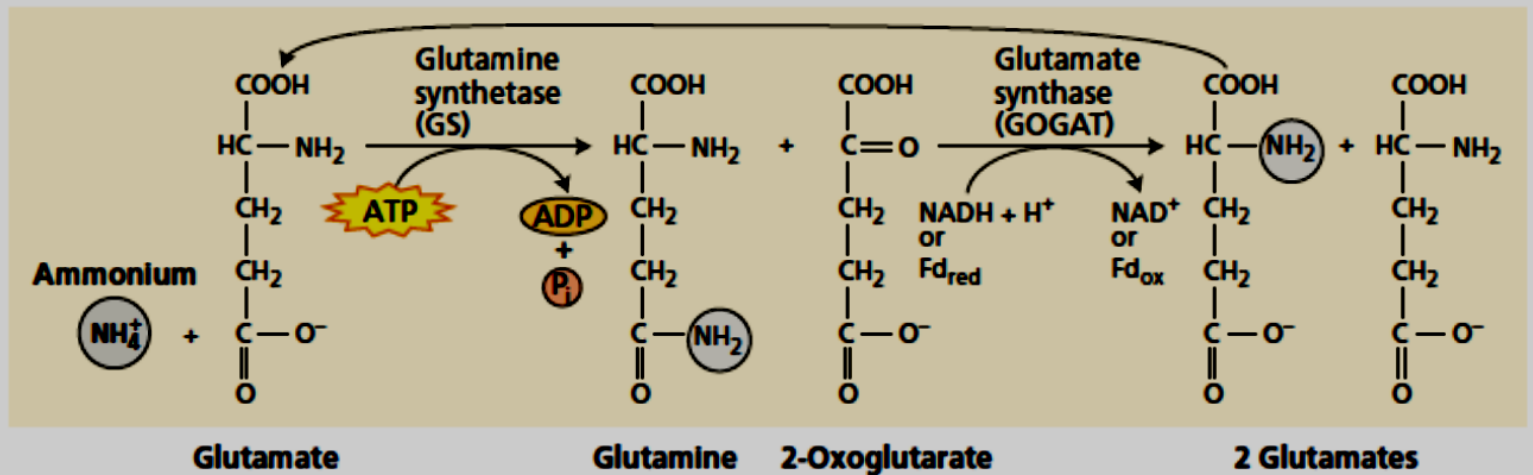 Glutamine
synthetase
(GS)
Glutamate
synthase
(GOGAT)
COOH
COOH
COOH
COOH
COOH
HC — NH₂
HC — NH₂
+
C=O
HC — NH₂
+
HC — NH₂
ATP
ADP
+
Pᵢ
CH₂
CH₂
CH₂
NADH + H⁺
or
Fdred
NAD⁺
or
Fdox
CH₂
CH₂
Ammonium
CH₂
CH₂
CH₂
CH₂
CH₂
NH₄⁺
+
C — O⁻
C — NH₂
C — O⁻
C — O⁻
C — O⁻
O
O
O
O
O
Glutamate
Glutamine
2-Oxoglutarate
2 Glutamates